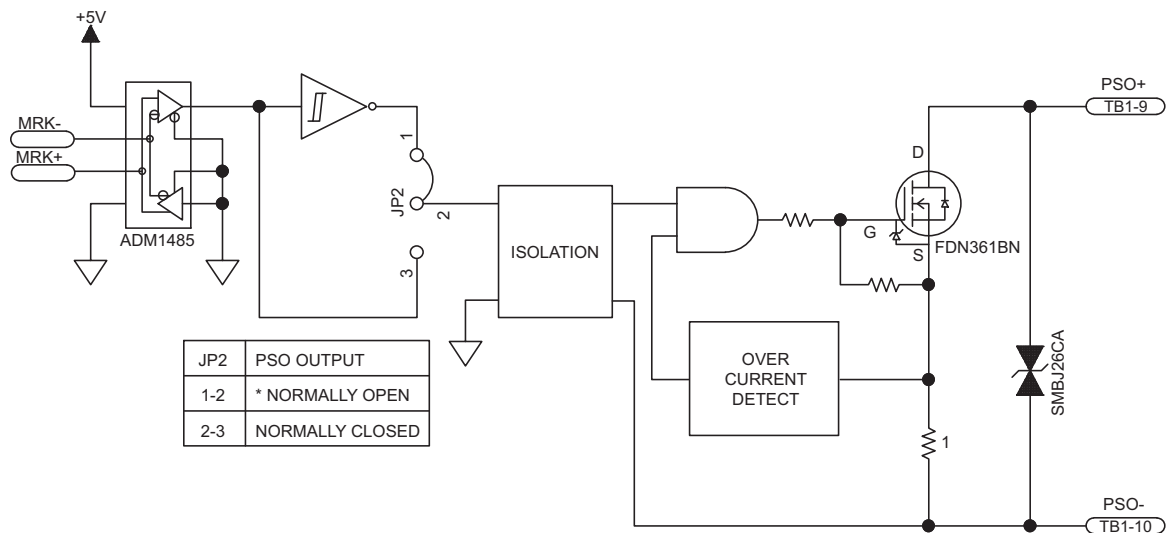 +5V
MRK-
MRK+
ADM1485
1
JP2
2
3
ISOLATION
D
G
S
FDN361BN
PSO+
TB1-9
OVER
CURRENT
DETECT
SMBJ26CA
1
PSO-
TB1-10
JP2 PSO OUTPUT
1-2 * NORMALLY OPEN
2-3 NORMALLY CLOSED